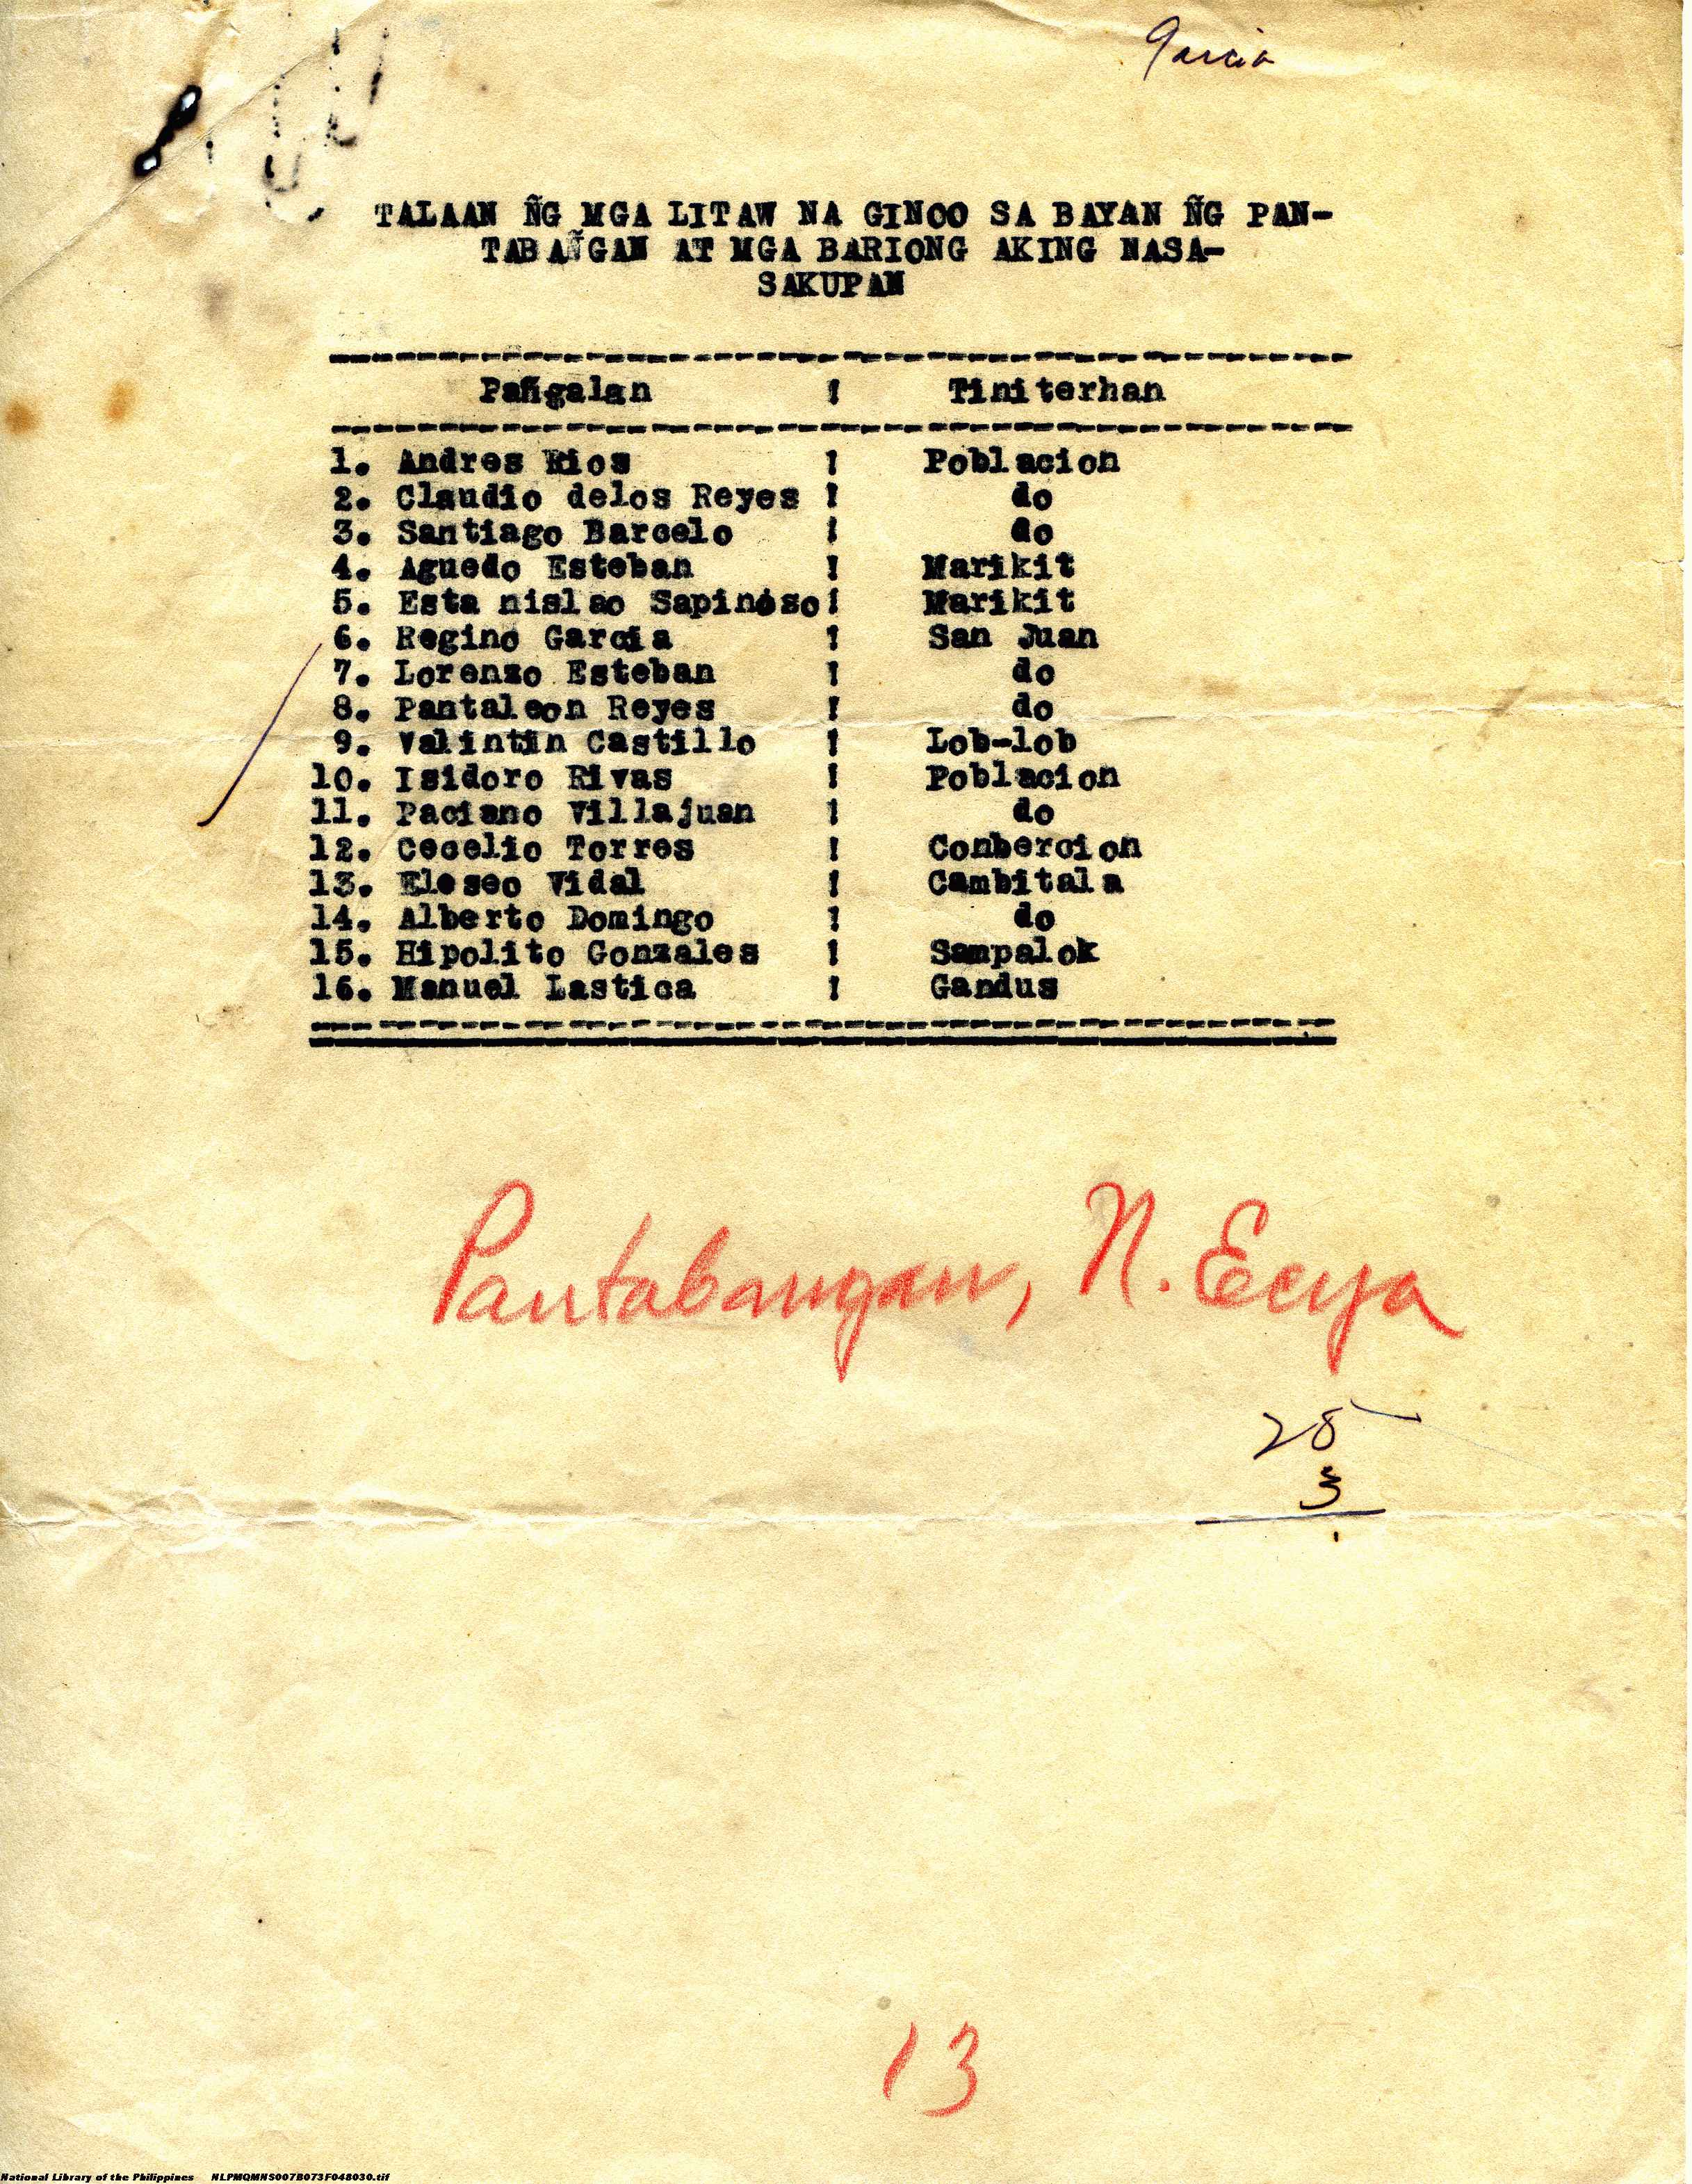 Garcia
TALAAN ÑG MGA LITAW NA GINOO SA BAYAN ÑG PAN-
TABAÑGAN AT MGA BARIONG AKING NASA-
SAKUPAN
Pañgalan ! Tiniterhan
1. Andres Rios ! Poblacion
2. Claudio delos Reyes ! do
3. Santiago Barcelo ! do
4. Aguedo Esteban ! Marikit
5. Esta nislao Sapinoso! Marikit
6. Regino Garcia ! San Juan
7. Lorenzo Esteban ! do
8. Pantaleon Reyes ! do
9. Valintin Castillo ! Lob-lob
10. Isidoro Rivas ! Poblacion
11. Paciano Villajuan ! do
12. Cecelio Torres ! Conbercion
13. Eleseo Vidal ! Cambitala
14. Alberto Domingo ! do
15. Hipolito Gonzales ! Sampalok
16. Manuel Lastica ! Gandus
Pantabangan, N. Ecija
25
3
13
National Library of the Philippines NLPMQMNS007B073F048030.tif